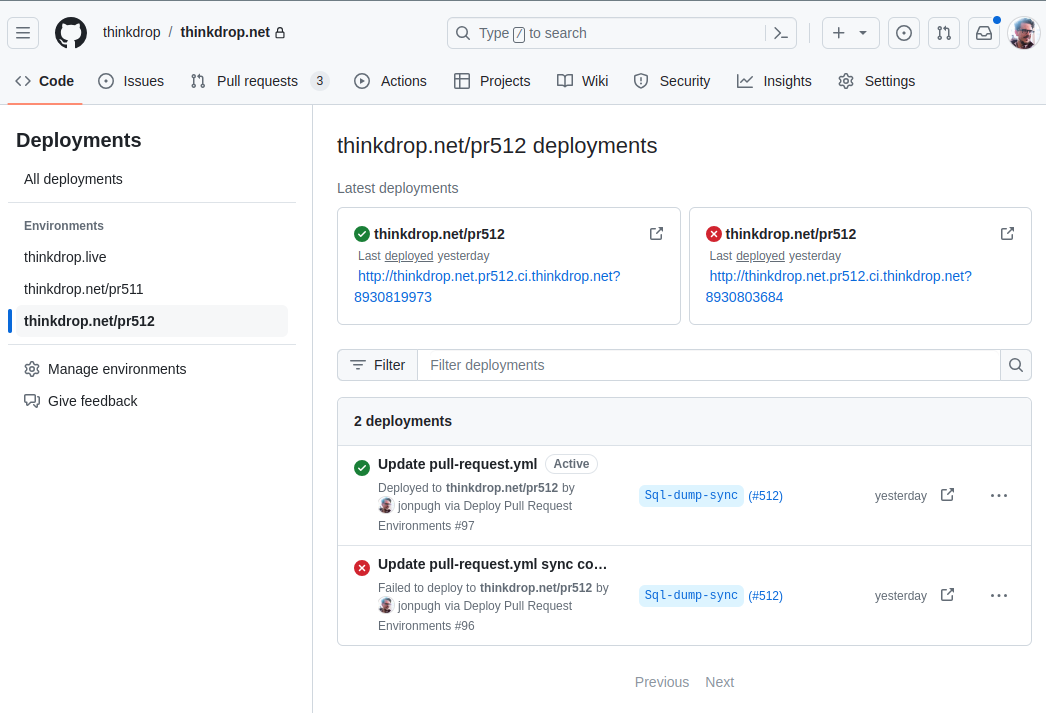 thinkdrop / thinkdrop.net
Type / to search
Code Issues Pull requests 3 Actions Projects Wiki Security Insights Settings
Deployments
All deployments
Environments
thinkdrop.live
thinkdrop.net/pr511
thinkdrop.net/pr512
Manage environments
Give feedback
thinkdrop.net/pr512 deployments
Latest deployments
thinkdrop.net/pr512
Last deployed yesterday
http://thinkdrop.net.pr512.ci.thinkdrop.net?
8930819973
thinkdrop.net/pr512
Last deployed yesterday
http://thinkdrop.net.pr512.ci.thinkdrop.net?
8930803684
Filter Filter deployments
2 deployments
Update pull-request.yml Active
Deployed to thinkdrop.net/pr512 by
jonpugh via Deploy Pull Request
Environments #97
Sql-dump-sync (#512)
yesterday
Update pull-request.yml sync co…
Failed to deploy to thinkdrop.net/pr512 by
jonpugh via Deploy Pull Request
Environments #96
Sql-dump-sync (#512)
yesterday
Previous Next